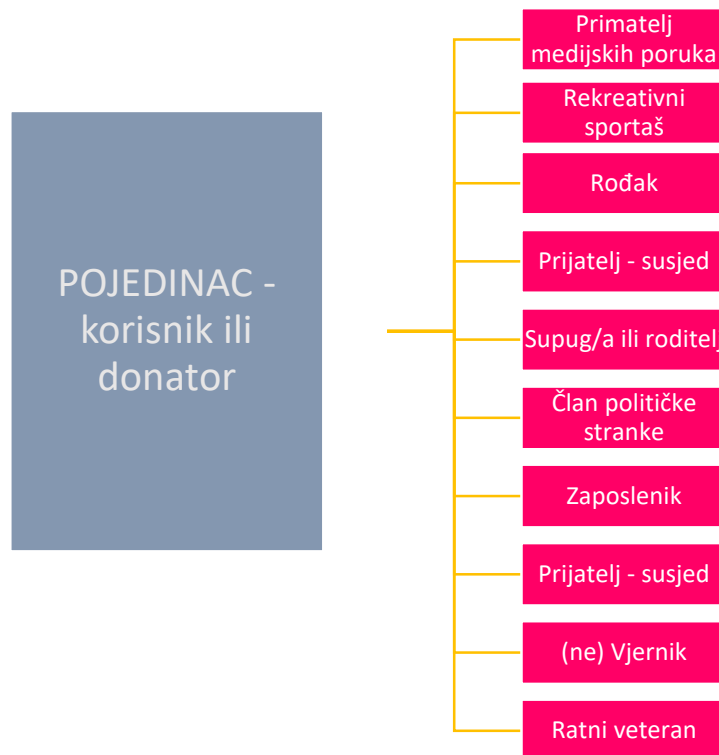 POJEDINAC -
korisnik ili
donator
Primatelj
medijskih poruka
Rekreativni
sportaš
Rođak
Prijatelj - susjed
Supug/a ili roditelj
Član političke
stranke
Zaposlenik
Prijatelj - susjed
(ne) Vjernik
Ratni veteran